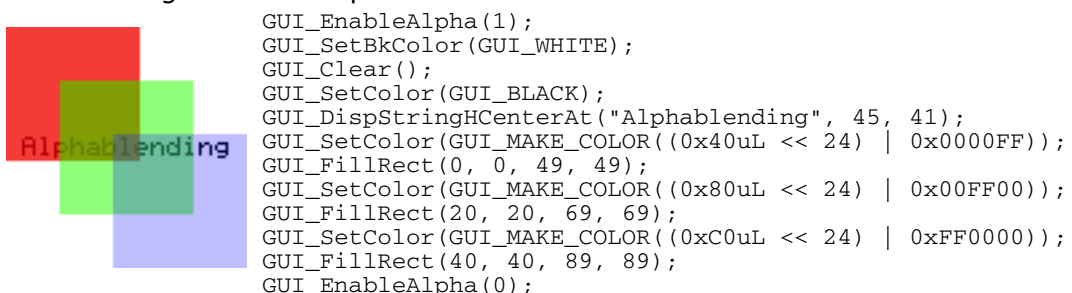 GUI_EnableAlpha(1);
GUI_SetBkColor(GUI_WHITE);
GUI_Clear();
GUI_SetColor(GUI_BLACK);
GUI_DispStringHCenterAt("Alphablending", 45, 41);
GUI_SetColor(GUI_MAKE_COLOR((0x40uL << 24) | 0x0000FF));
GUI_FillRect(0, 0, 49, 49);
GUI_SetColor(GUI_MAKE_COLOR((0x80uL << 24) | 0x00FF00));
GUI_FillRect(20, 20, 69, 69);
GUI_SetColor(GUI_MAKE_COLOR((0xC0uL << 24) | 0xFF0000));
GUI_FillRect(40, 40, 89, 89);
GUI_EnableAlpha(0);
Alphablending